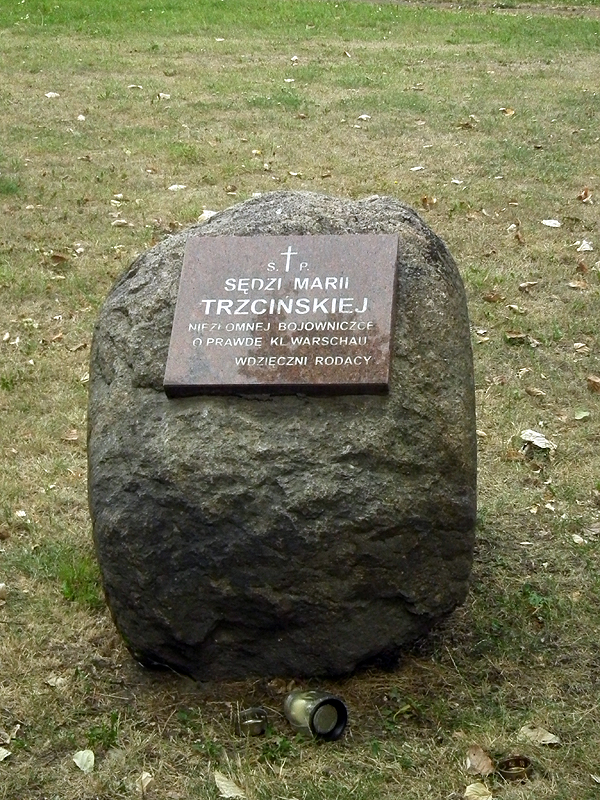 Ś. P.
SĘDZI MARII
TRZCIŃSKIEJ
NIEZŁOMNEJ BOJOWNICZCE
O PRAWDĘ KL WARSCHAU
WDZIĘCZNI RODACY